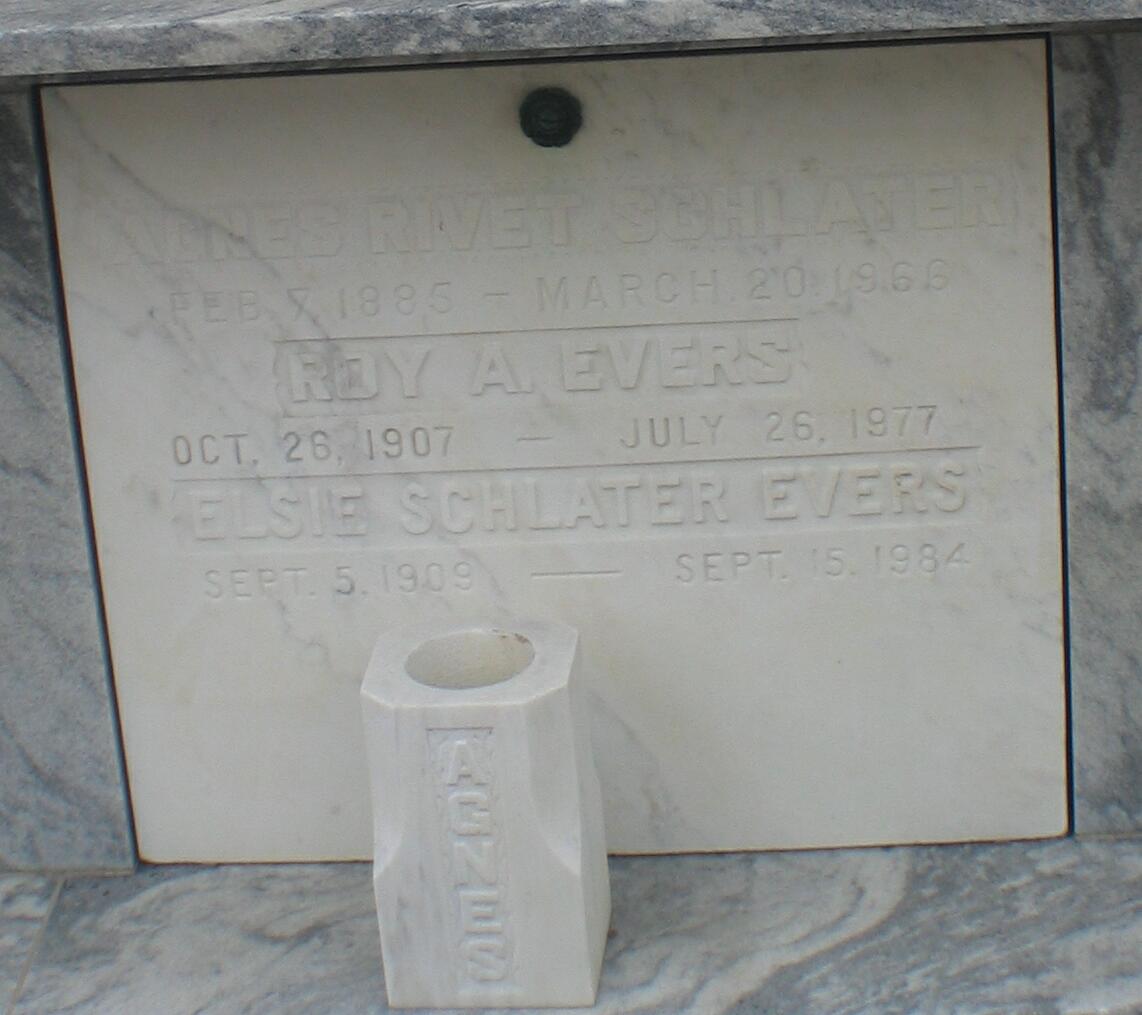 AGNES RIVET SCHLATER
FEB. 7, 1885 — MARCH. 20, 1966
ROY A. EVERS
OCT. 26, 1907 — JULY 26, 1977
ELSIE SCHLATER EVERS
SEPT. 5. 1909 — SEPT. 15. 1984
AGNES